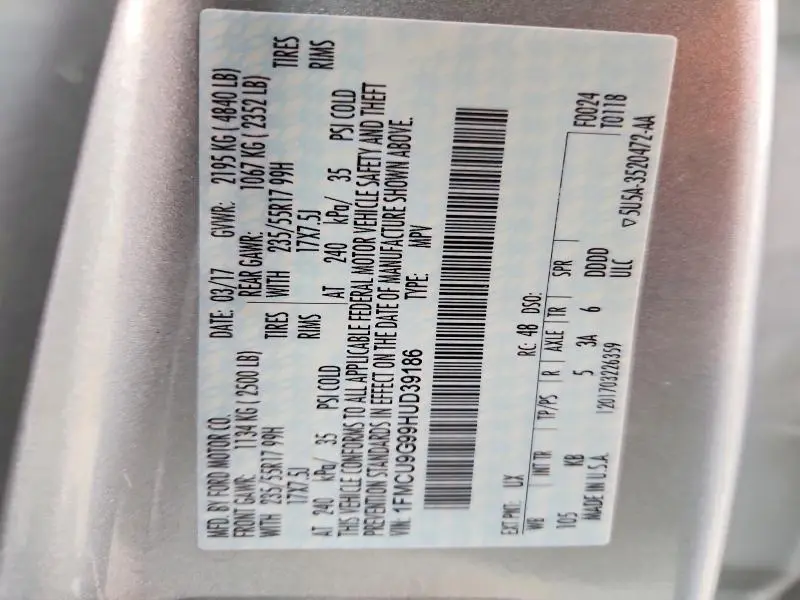 MFD. BY FORD MOTOR CO. DATE: 03/17 GVWR: 2195 KG ( 4840 LB)
FRONT GAWR: 1134 KG ( 2500 LB) REAR GAWR: 1067 KG ( 2352 LB)
WITH 235/55R17 99H TIRES WITH 235/55R17 99H TIRES
17X7.5J RIMS 17X7.5J RIMS
AT 240 kPa/ 35 PSI COLD AT 240 kPa/ 35 PSI COLD
THIS VEHICLE CONFORMS TO ALL APPLICABLE FEDERAL MOTOR VEHICLE SAFETY AND THEFT
PREVENTION STANDARDS IN EFFECT ON THE DATE OF MANUFACTURE SHOWN ABOVE.
VIN: 1FMCU9G99HUD39186 TYPE: MPV
EXT PNT: UX RC: 48 DSO:
WB INT TR TP/PS R AXLE TR SPR F0024
105 KB 5 3A 6 DDDD T0118
MADE IN U.S.A. 1201703226359 ULC
▽5U5A-3520472-AA